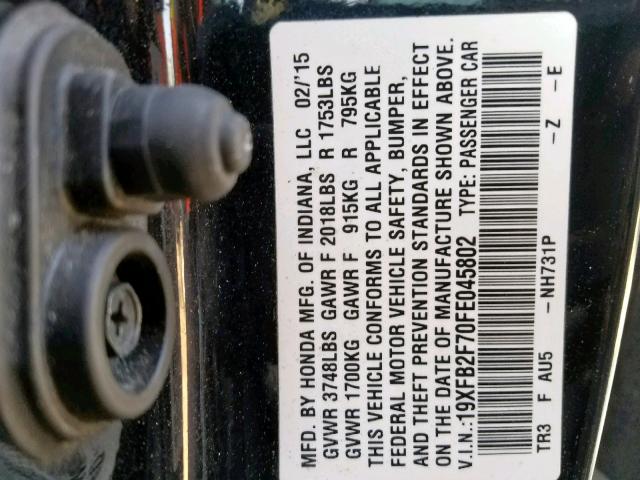 MFD. BY HONDA MFG. OF INDIANA, LLC 02/'15
GVWR 3748LBS GAWR F 2018LBS R 1753LBS
GVWR 1700KG GAWR F 915KG R 795KG
THIS VEHICLE CONFORMS TO ALL APPLICABLE
FEDERAL MOTOR VEHICLE SAFETY, BUMPER,
AND THEFT PREVENTION STANDARDS IN EFFECT
ON THE DATE OF MANUFACTURE SHOWN ABOVE.
V.I.N.:19XFB2F70FE045802 TYPE: PASSENGER CAR
TR3 F AU5 -NH731P -Z -E